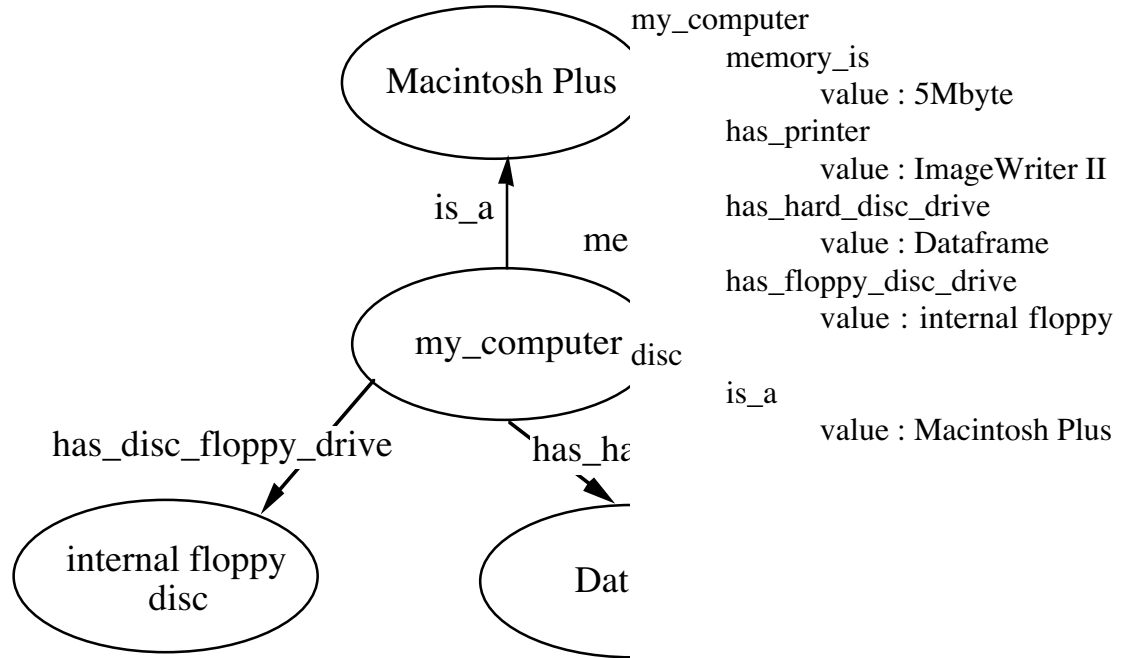 Macintosh Plus
is_a
me
my_computer
has_disc_floppy_drive
has_ha
internal floppy
disc
Dat
my_computer
memory_is
value : 5Mbyte
has_printer
value : ImageWriter II
has_hard_disc_drive
value : Dataframe
has_floppy_disc_drive
value : internal floppy
disc
is_a
value : Macintosh Plus